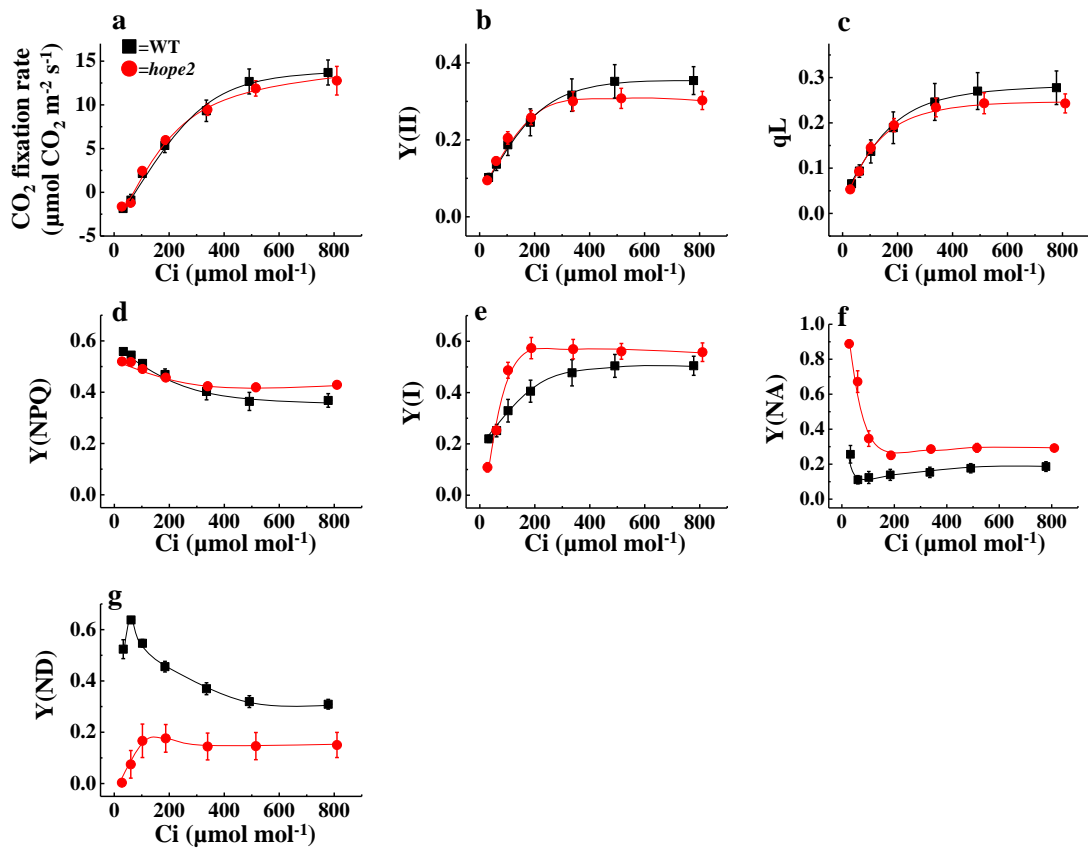 a
=WT
=hope2
CO₂ fixation rate
(µmol CO₂ m⁻² s⁻¹)
15
10
5
0
-5
0 200 400 600 800
Ci (µmol mol⁻¹)
b
Y(II)
0.4
0.2
0.0
0 200 400 600 800
Ci (µmol mol⁻¹)
c
qL
0.3
0.2
0.1
0.0
0 200 400 600 800
Ci (µmol mol⁻¹)
d
Y(NPQ)
0.6
0.4
0.2
0.0
0 200 400 600 800
Ci (µmol mol⁻¹)
e
Y(I)
0.6
0.4
0.2
0.0
0 200 400 600 800
Ci (µmol mol⁻¹)
f
Y(NA)
1.0
0.8
0.6
0.4
0.2
0.0
0 200 400 600 800
Ci (µmol mol⁻¹)
g
Y(ND)
0.6
0.4
0.2
0.0
0 200 400 600 800
Ci (µmol mol⁻¹)